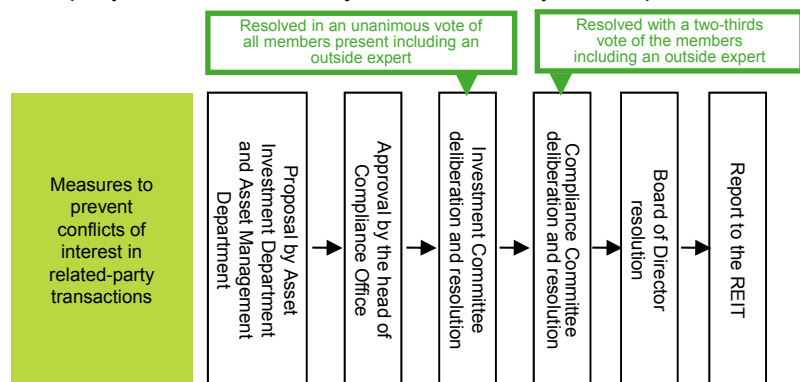 Resolved in an unanimous vote of
all members present including an
outside expert
Resolved with a two-thirds
vote of the members
including an outside expert
Measures to
prevent
conflicts of
interest in
related-party
transactions
Proposal by Asset
Investment Department
and Asset Management
Department
Approval by the head of
Compliance Office
Investment Committee
deliberation and resolution
Compliance Committee
deliberation and resolution
Board of Director
resolution
Report to the REIT